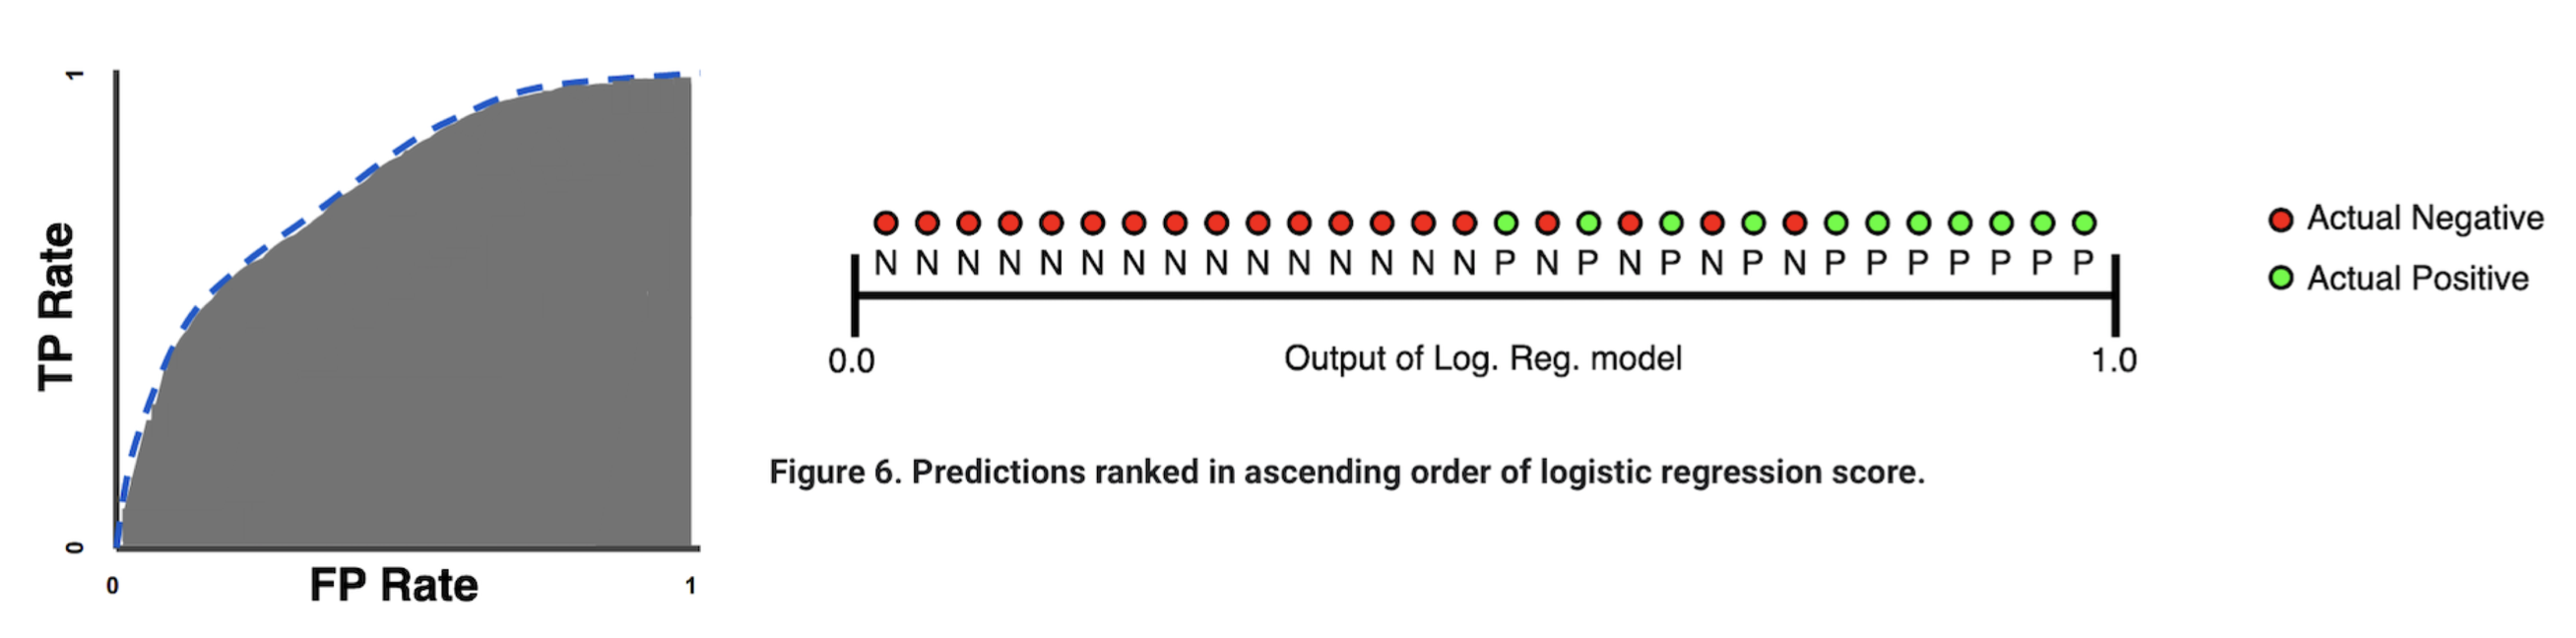 1
TP Rate
0
0
FP Rate
1
N N N N N N N N N N N N N N N P N P N P N P N P P P P P P P
0.0
Output of Log. Reg. model
1.0
Actual Negative
Actual Positive
Figure 6. Predictions ranked in ascending order of logistic regression score.